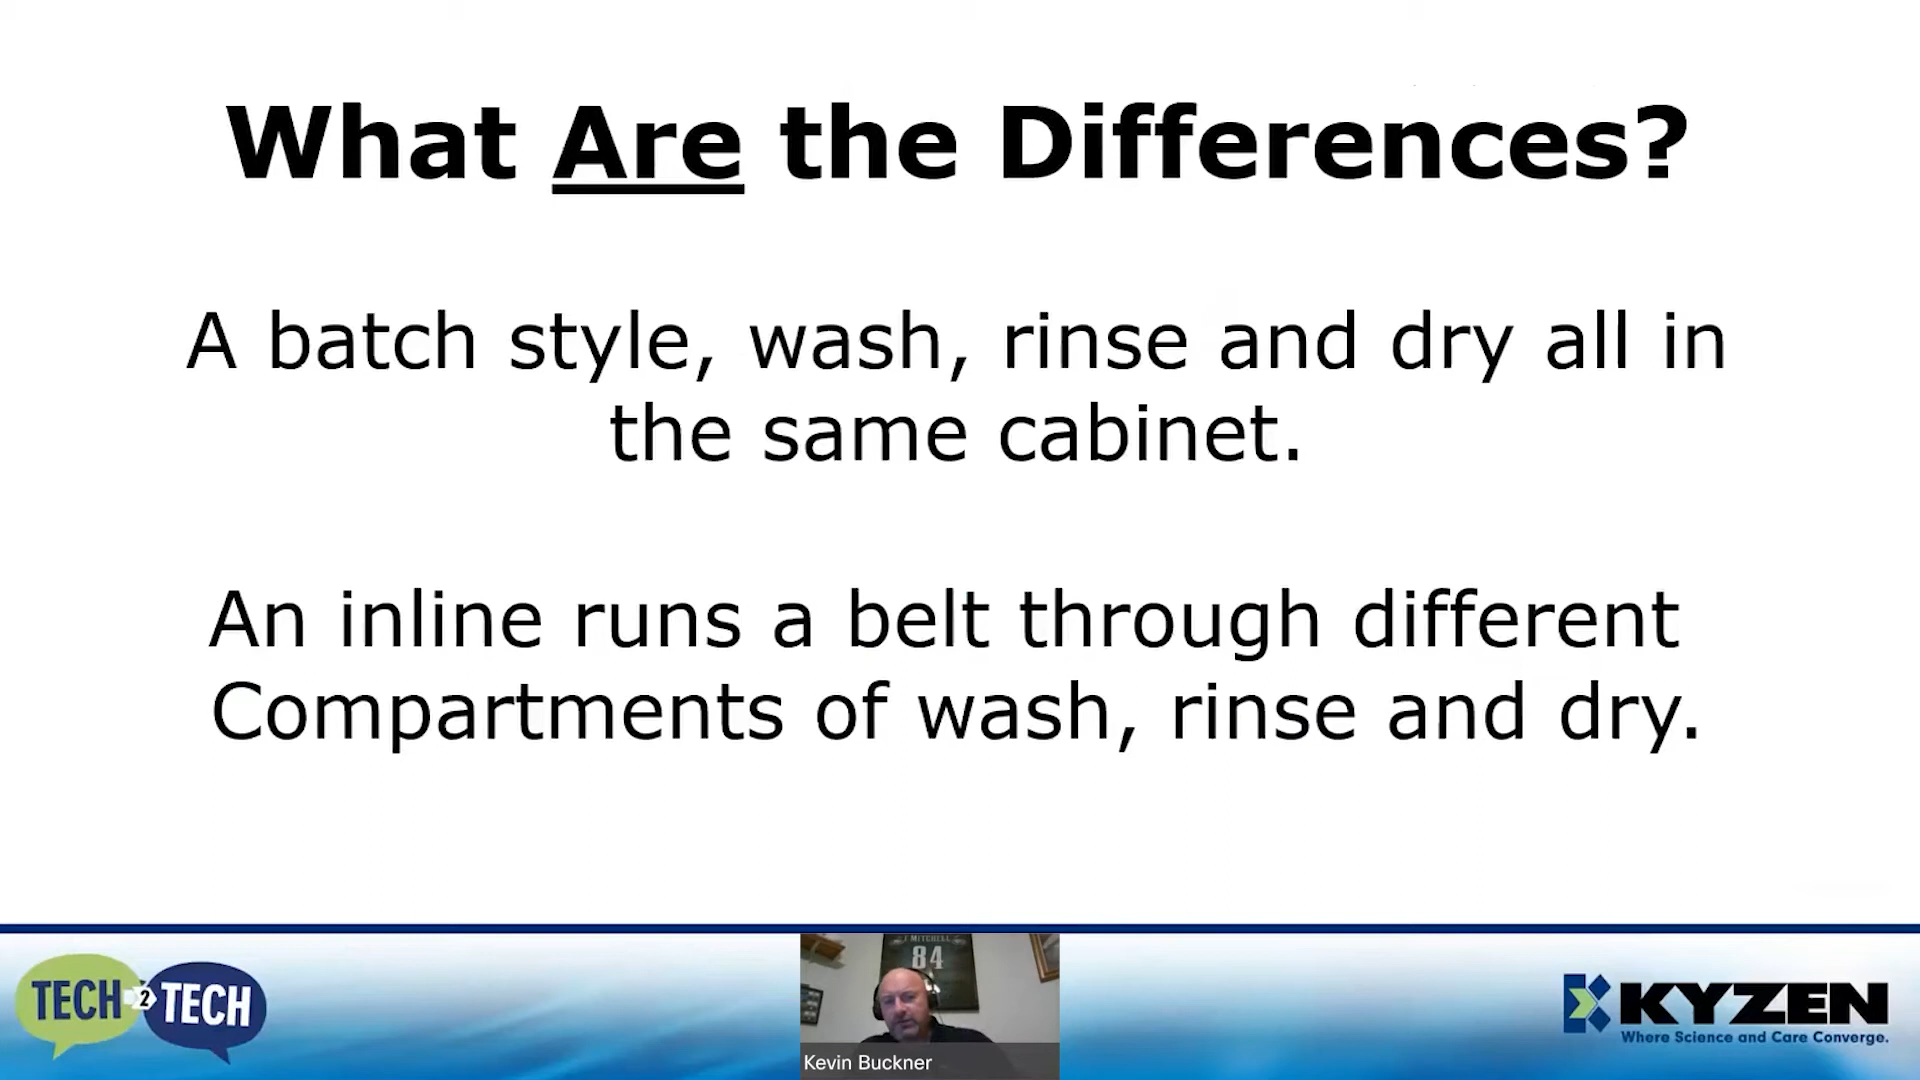 What Are the Differences?
A batch style, wash, rinse and dry all in
the same cabinet.
An inline runs a belt through different
Compartments of wash, rinse and dry.
TECH 2 TECH
MITCHELL
84
Kevin Buckner
KYZEN
Where Science and Care Converge.